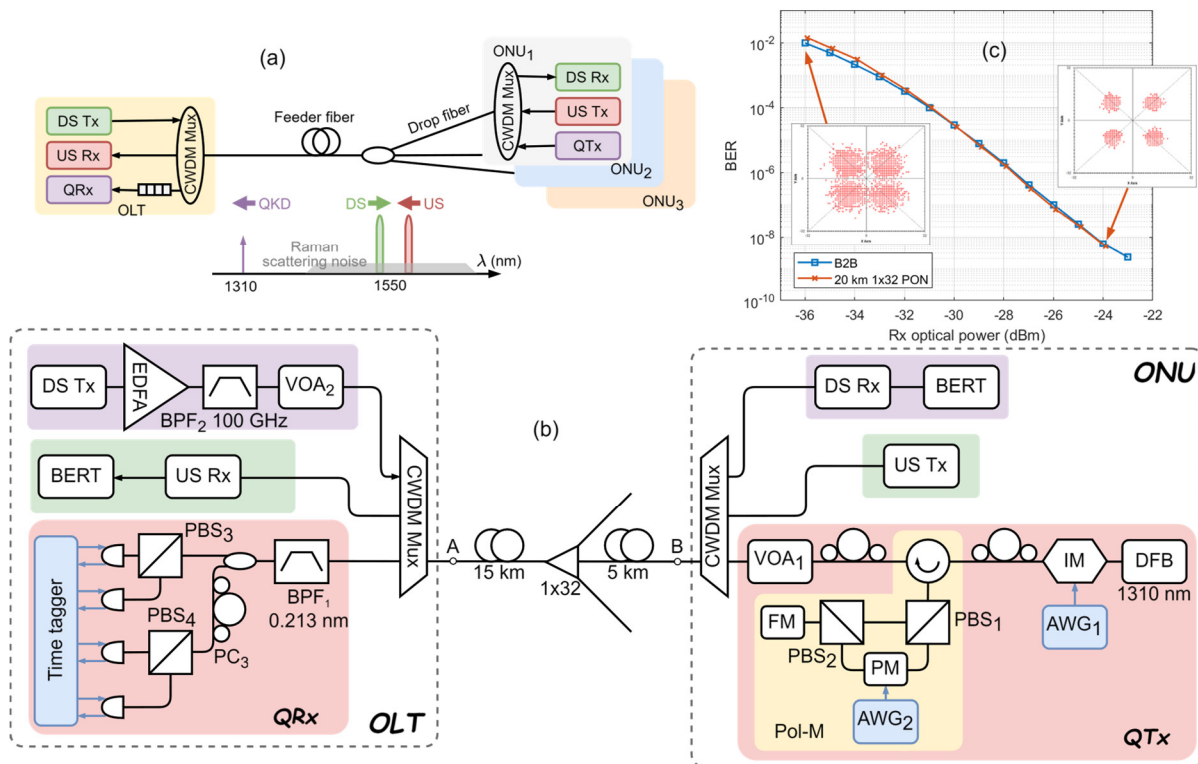 (a)
DS Tx
US Rx
QRx
OLT
CWDM Mux
Feeder fiber
Drop fiber
ONU1
CWDM Mux
DS Rx
US Tx
QTx
ONU2
ONU3
QKD
DS
US
Raman
scattering noise
λ (nm)
1310
1550
(c)
BER
10-2
10-4
10-6
10-8
10-10
-36
-34
-32
-30
-28
-26
-24
-22
Rx optical power (dBm)
B2B
20 km 1x32 PON
X Axis
X Axis
(b)
DS Tx
EDFA
BPF2 100 GHz
VOA2
BERT
US Rx
CWDM Mux
Time tagger
PBS3
PBS4
PC3
BPF1
0.213 nm
QRx
OLT
A
15 km
1x32
5 km
B
ONU
CWDM Mux
DS Rx
BERT
US Tx
VOA1
IM
DFB
1310 nm
AWG1
FM
PBS2
PBS1
PM
AWG2
Pol-M
QTx